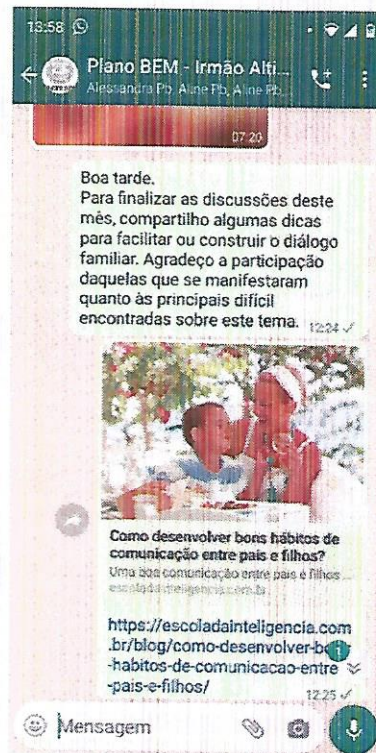 13:58
Plano BEM - Irmão Alti...
Alessandra Pb, Aline Pb, Aline Pb...
07:20
Boa tarde.
Para finalizar as discussões deste
mês, compartilho algumas dicas
para facilitar ou construir o diálogo
familiar. Agradeço a participação
daquelas que se manifestaram
quanto às principais difícil
encontradas sobre este tema. 12:24
Como desenvolver bons hábitos de
comunicação entre pais e filhos?
Uma boa comunicação entre pais e filhos ...
escoladainteligencia.com.br
https://escoladainteligencia.com
.br/blog/como-desenvolver-bo
-habitos-de-comunicacao-entre
-pais-e-filhos/
12:25
Mensagem